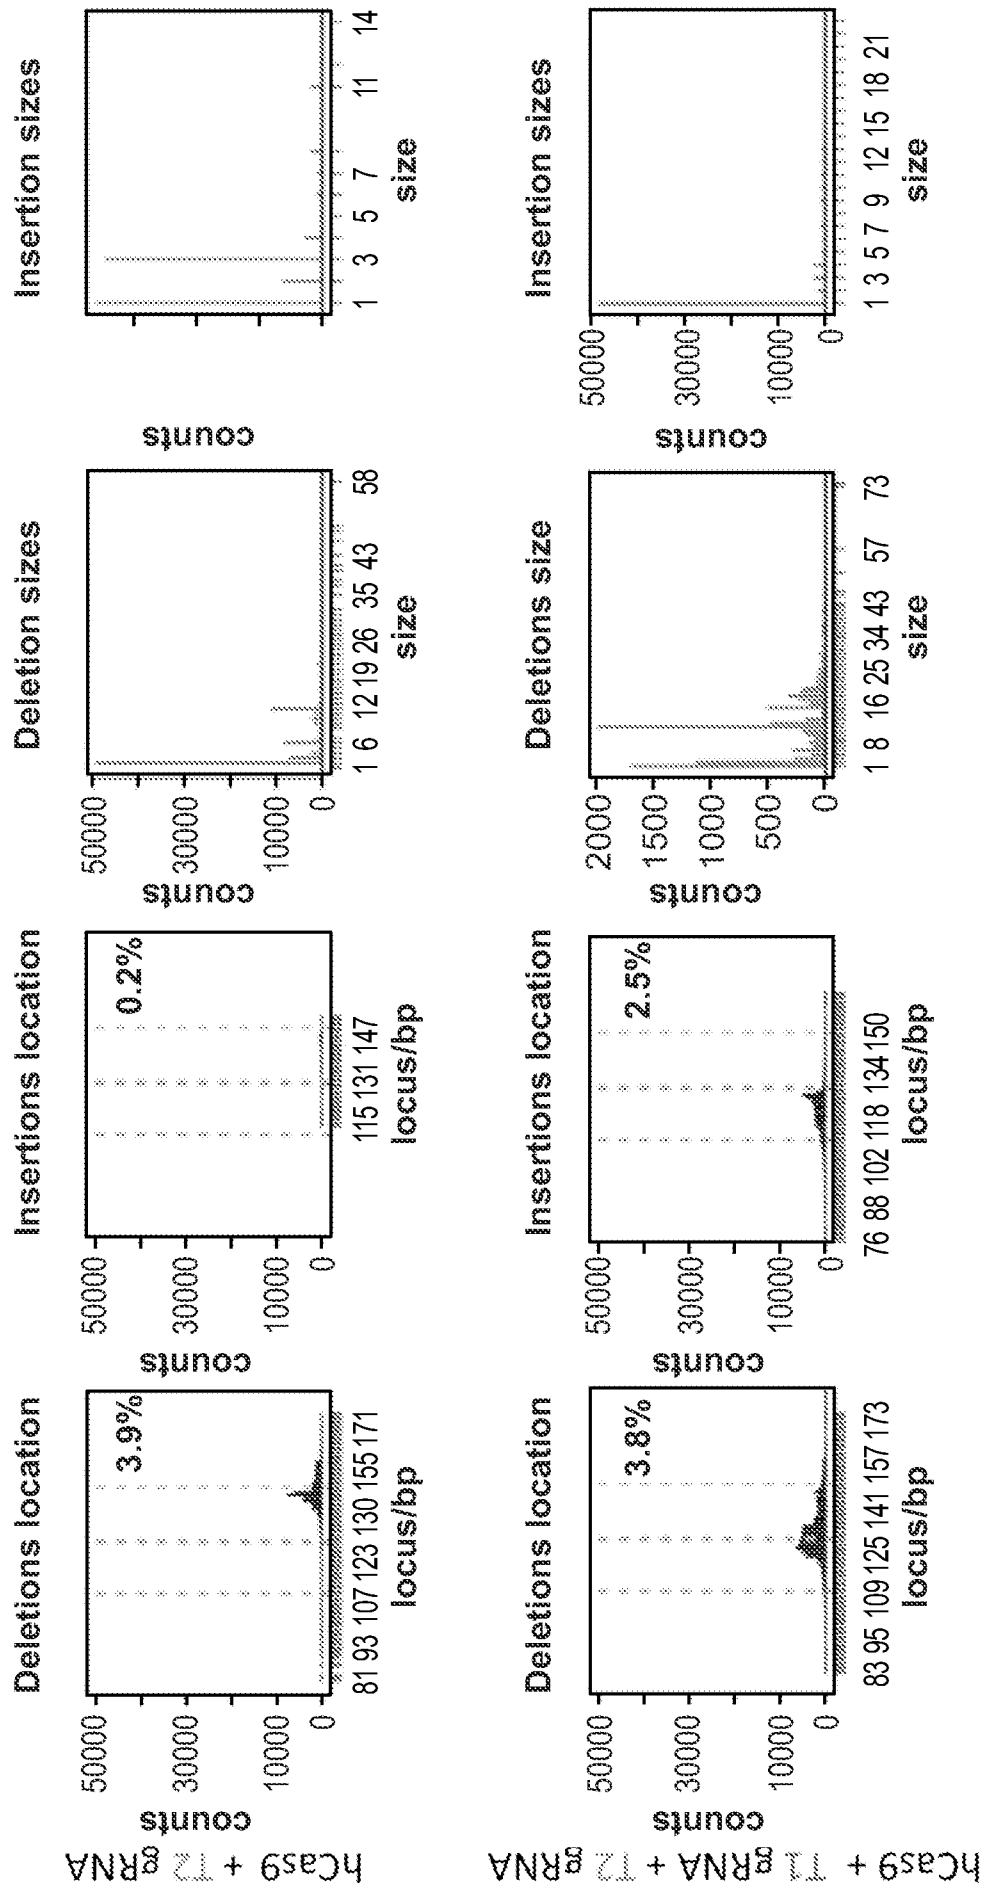 hCas9 + T2 gRNA
Deletions location
3.9%
counts
50000
30000
10000
0
81 93 107 123 130 155 171
locus/bp
Insertions location
0.2%
counts
50000
30000
10000
0
115 131 147
locus/bp
Deletion sizes
counts
50000
30000
10000
0
1 6 12 19 26 35 43 58
size
Insertion sizes
counts
1 3 5 7 11 14
size
hCas9 + T1 gRNA + T2 gRNA
Deletions location
3.8%
counts
50000
30000
10000
0
83 95 109 125 141 157 173
locus/bp
Insertions location
2.5%
counts
50000
30000
10000
0
76 88 102 118 134 150
locus/bp
Deletions size
counts
2000
1500
1000
500
0
1 8 16 25 34 43 57 73
size
Insertion sizes
counts
50000
30000
10000
0
1 3 5 7 9 12 15 18 21
size